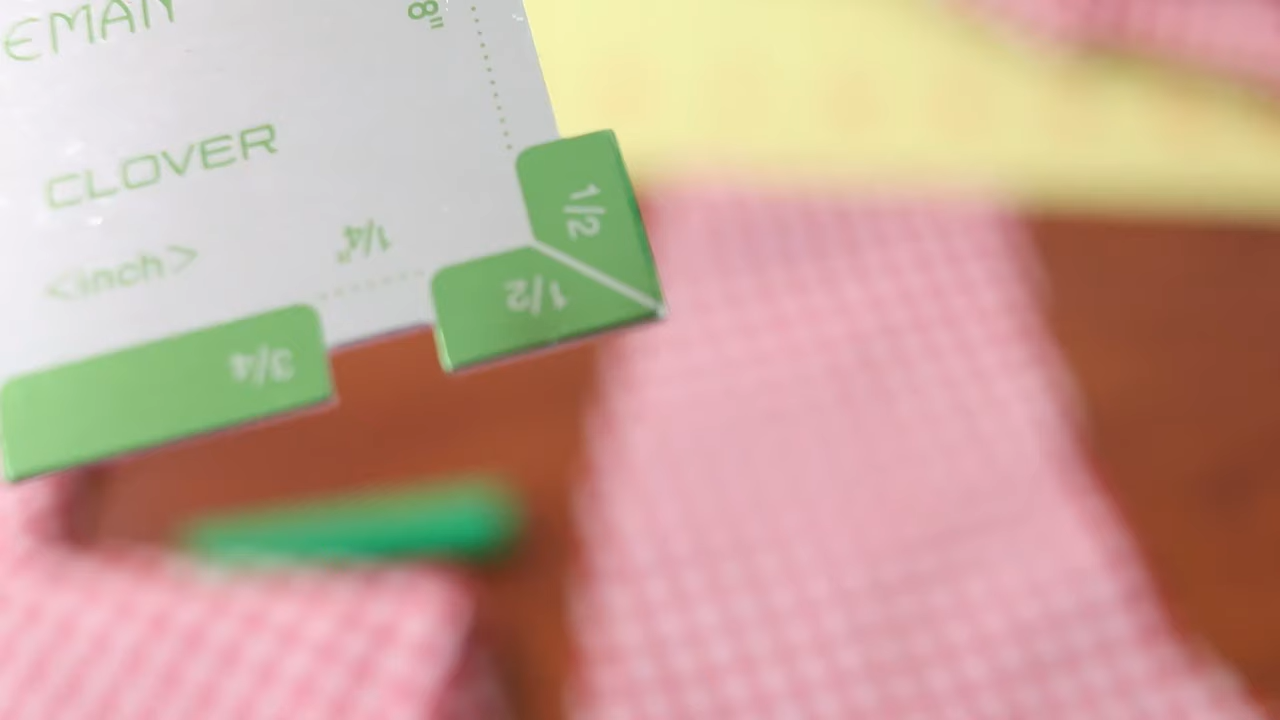 EMAN
8"
CLOVER
<inch>
1/4"
1/2
1/2
3/4